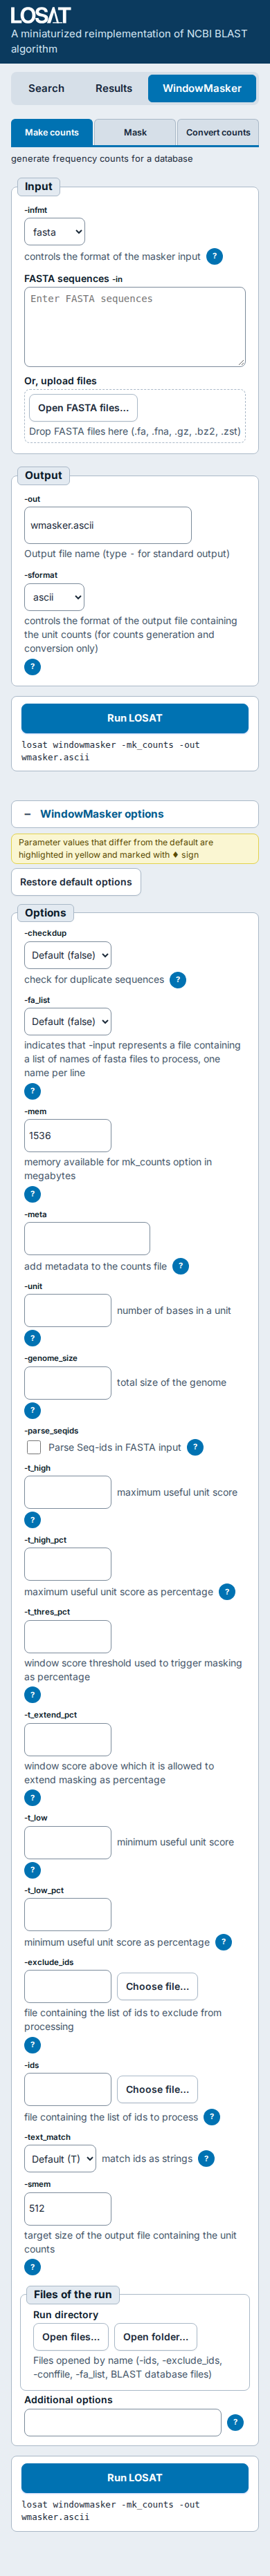 LOSAT
A miniaturized reimplementation of NCBI BLAST
algorithm
Search
Results
WindowMasker
Make counts
Mask
Convert counts
generate frequency counts for a database
Input
-infmt
fasta
controls the format of the masker input ?
FASTA sequences -in
Enter FASTA sequences
Or, upload files
Open FASTA files...
Drop FASTA files here (.fa, .fna, .gz, .bz2, .zst)
Output
-out
wmasker.ascii
Output file name (type - for standard output)
-sformat
ascii
controls the format of the output file containing
the unit counts (for counts generation and
conversion only)
?
Run LOSAT
losat windowmasker -mk_counts -out
wmasker.ascii
− WindowMasker options
Parameter values that differ from the default are
highlighted in yellow and marked with ♦ sign
Restore default options
Options
-checkdup
Default (false)
check for duplicate sequences ?
-fa_list
Default (false)
indicates that -input represents a file containing
a list of names of fasta files to process, one
name per line
?
-mem
1536
memory available for mk_counts option in
megabytes
?
-meta
add metadata to the counts file ?
-unit
number of bases in a unit
?
-genome_size
total size of the genome
?
-parse_seqids
Parse Seq-ids in FASTA input ?
-t_high
maximum useful unit score
?
-t_high_pct
maximum useful unit score as percentage ?
-t_thres_pct
window score threshold used to trigger masking
as percentage
?
-t_extend_pct
window score above which it is allowed to
extend masking as percentage
?
-t_low
minimum useful unit score
?
-t_low_pct
minimum useful unit score as percentage ?
-exclude_ids
Choose file...
file containing the list of ids to exclude from
processing
?
-ids
Choose file...
file containing the list of ids to process ?
-text_match
Default (T) match ids as strings ?
-smem
512
target size of the output file containing the unit
counts
?
Files of the run
Run directory
Open files...
Open folder...
Files opened by name (-ids, -exclude_ids,
-conffile, -fa_list, BLAST database files)
Additional options
?
Run LOSAT
losat windowmasker -mk_counts -out
wmasker.ascii